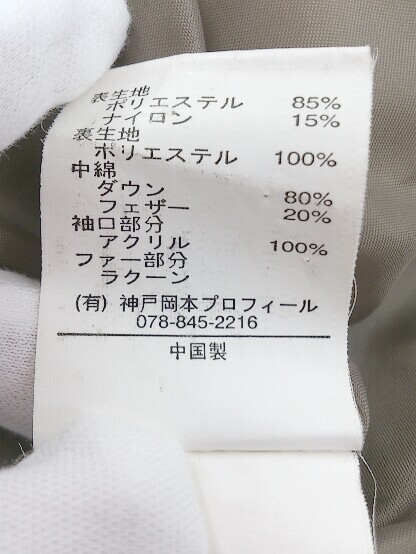 表生地
ポリエステル 85%
ナイロン 15%
裏生地
ポリエステル 100%
中綿
ダウン 80%
フェザー 20%
袖口部分
アクリル 100%
ファー部分
ラクーン
(有) 神戸岡本プロフィール
078-845-2216
中国製